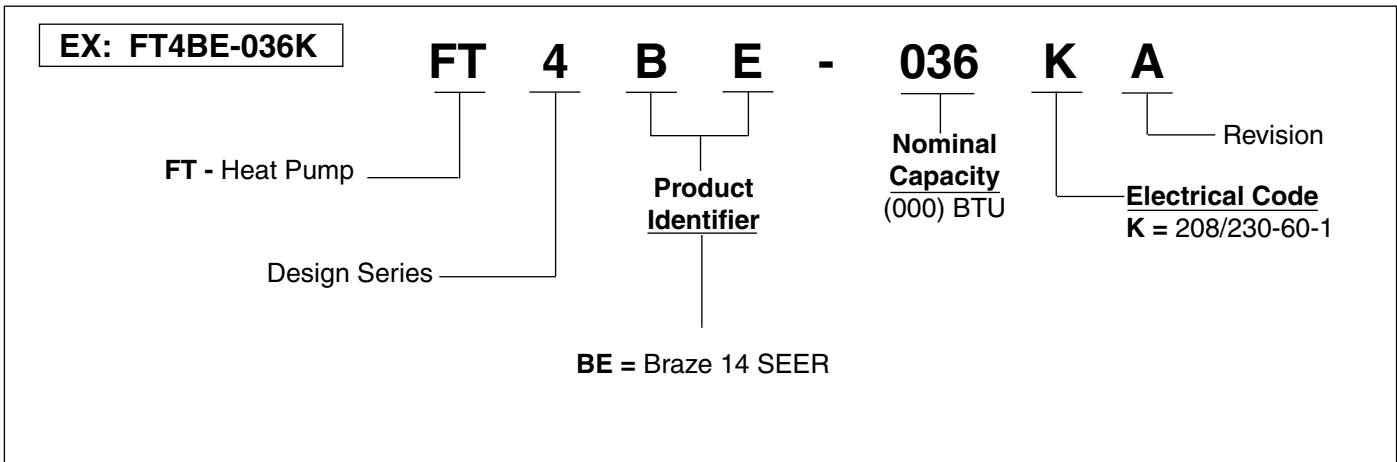 EX: FT4BE-036K
FT 4 B E - 036 K A
FT - Heat Pump
Design Series
Product
Identifier
BE = Braze 14 SEER
Nominal
Capacity
(000) BTU
Revision
Electrical Code
K = 208/230-60-1